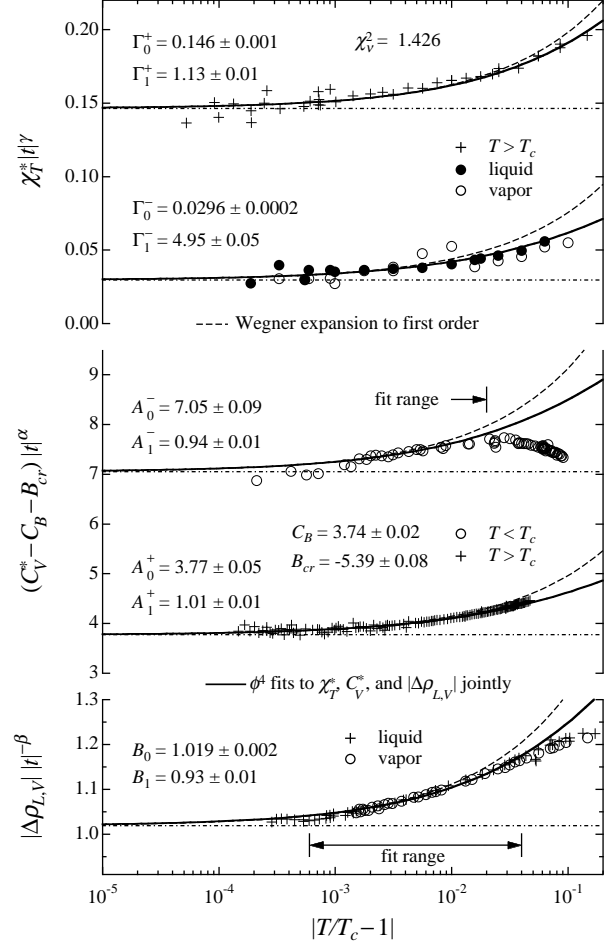 0.20
Γ₀⁺ = 0.146 ± 0.001
χᵥ² = 1.426
Γ₁⁺ = 1.13 ± 0.01
0.15
χ_T^*|t|^γ
0.10
+ T > T_c
● liquid
○ vapor
Γ₀⁻ = 0.0296 ± 0.0002
Γ₁⁻ = 4.95 ± 0.05
0.05
0.00
Wegner expansion to first order
9
fit range
8
A₀⁻ = 7.05 ± 0.09
A₁⁻ = 0.94 ± 0.01
7
(C_V^* − C_B − B_cr) |t|^α
6
C_B = 3.74 ± 0.02
○ T < T_c
B_cr = -5.39 ± 0.08
+ T > T_c
5
A₀⁺ = 3.77 ± 0.05
A₁⁺ = 1.01 ± 0.01
4
3
ϕ⁴ fits to χ_T^*, C_V^*, and |Δρ_L,V| jointly
1.3
B₀ = 1.019 ± 0.002
+ liquid
B₁ = 0.93 ± 0.01
○ vapor
1.2
|Δρ_L,V| |t|^−β
1.1
1.0
fit range
10⁻⁵ 10⁻⁴ 10⁻³ 10⁻² 10⁻¹
|T/T_c − 1|